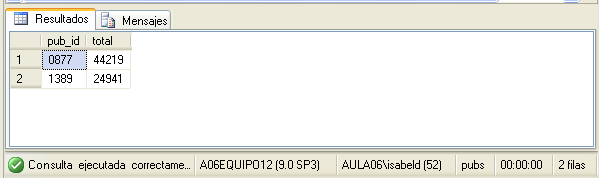 Resultados Mensajes
pub_id total
1 0877 44219
2 1389 24941
Consulta ejecutada correctame... A06EQUIPO12 (9.0 SP3) AULA06\isabeld (52) pubs 00:00:00 2 filas